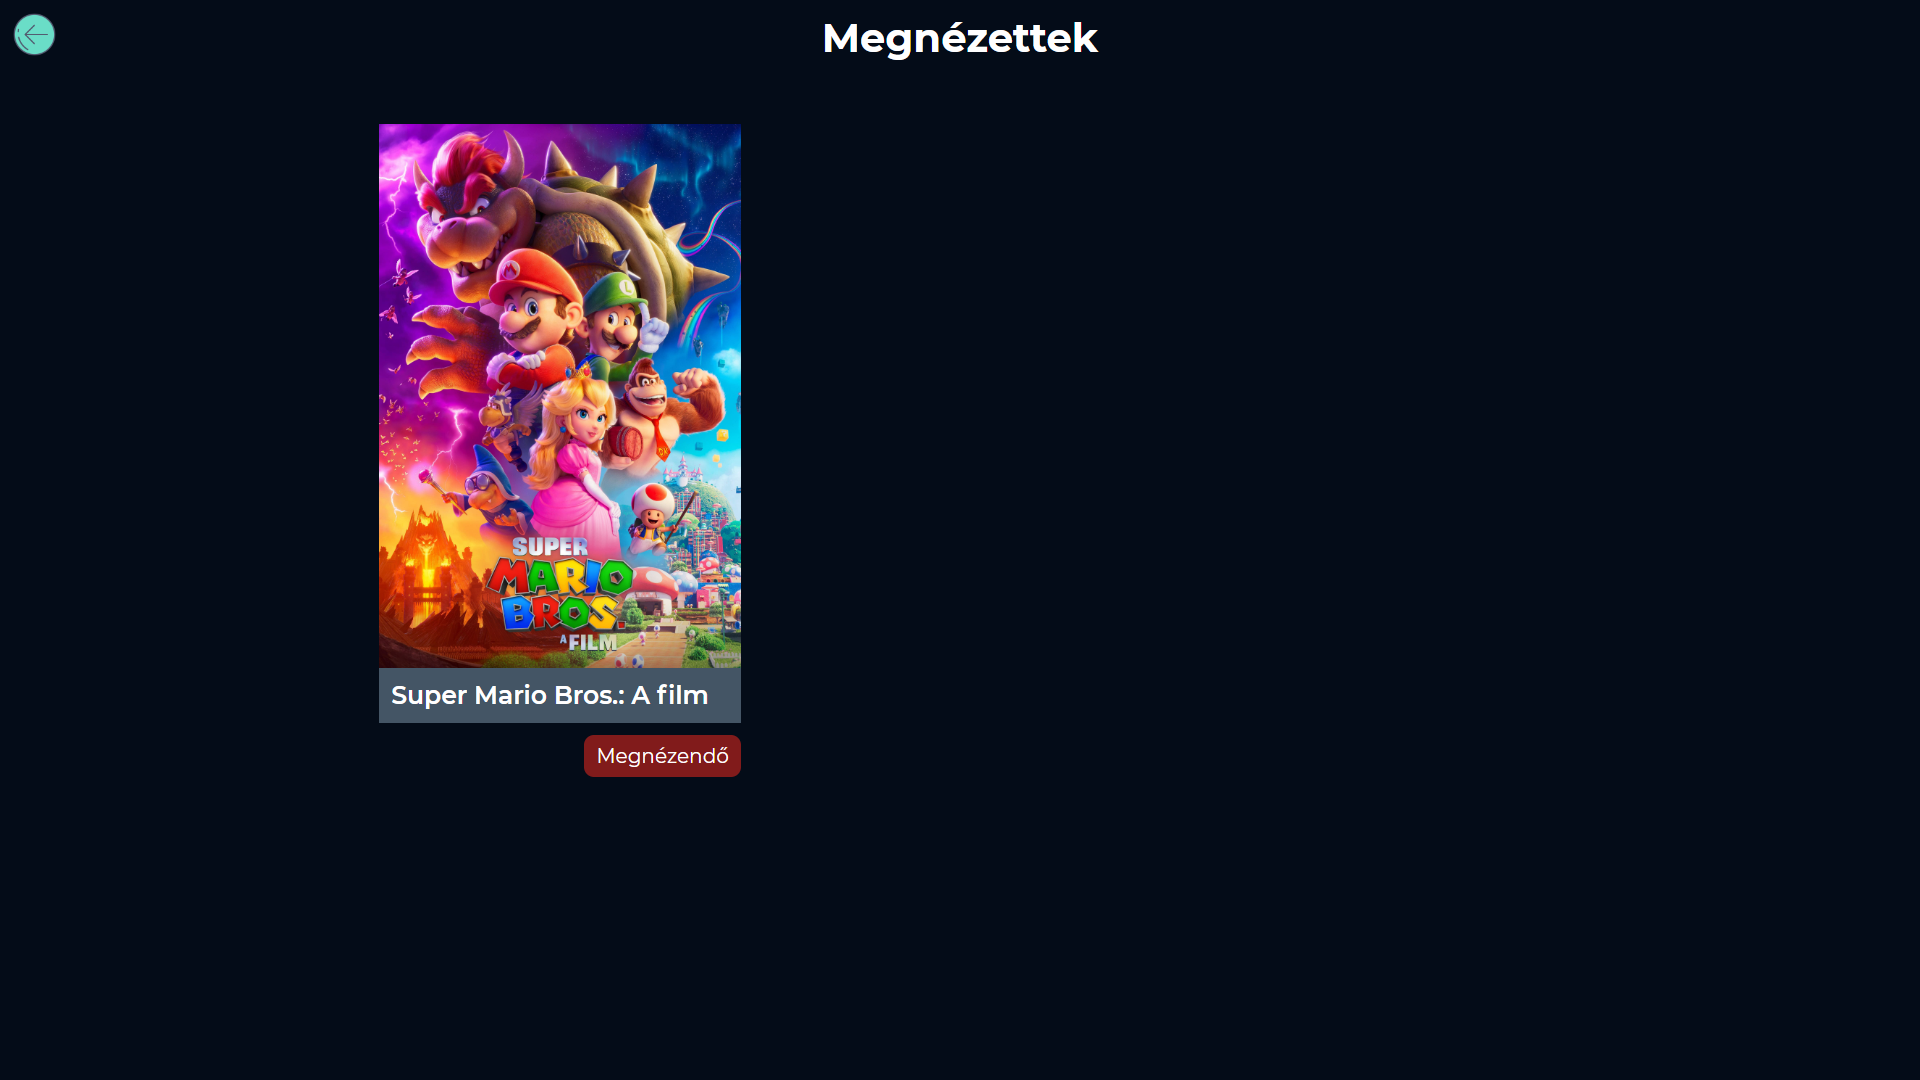 Megnézettek
SUPER
MARIO
BROS.
A FILM
Super Mario Bros.: A film
Megnézendő